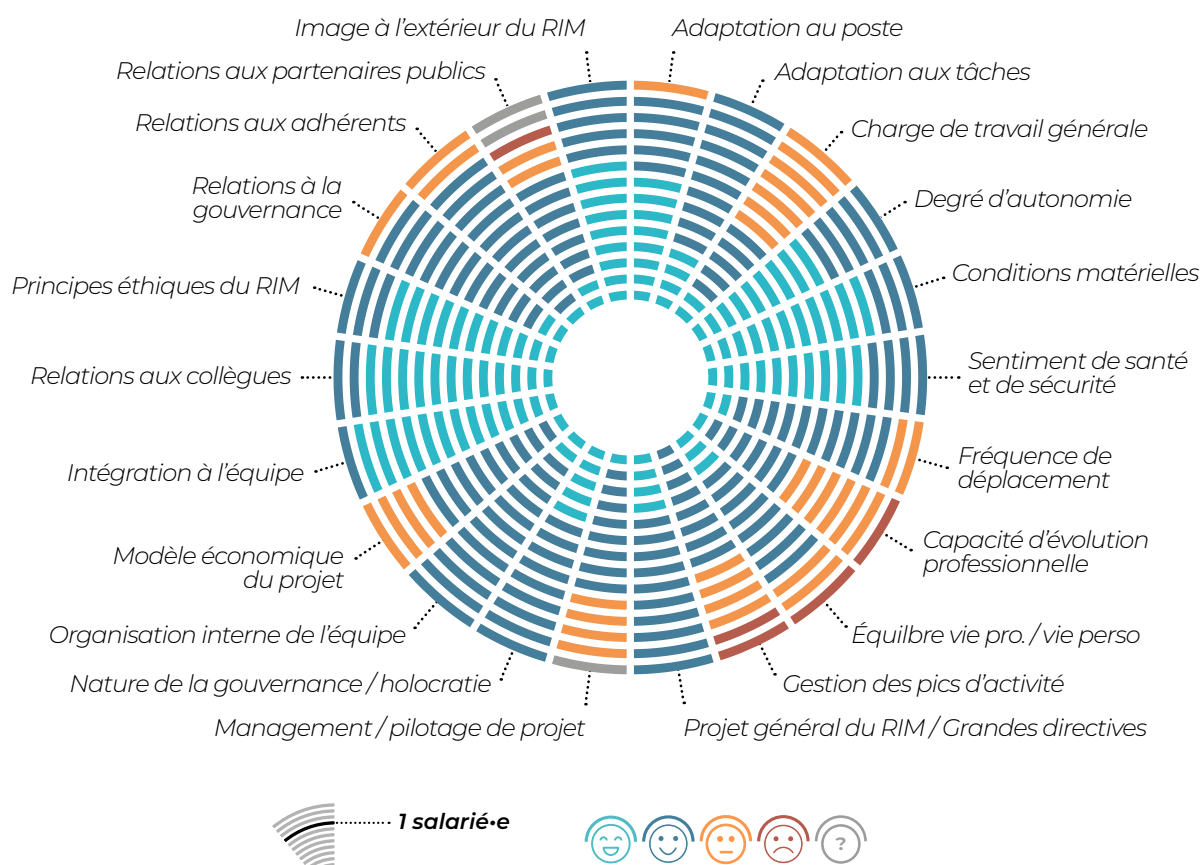 Image à l'extérieur du RIM
Adaptation au poste
Relations aux partenaires publics
Adaptation aux tâches
Relations aux adhérents
Charge de travail générale
Relations à la
gouvernance
Degré d'autonomie
Principes éthiques du RIM
Conditions matérielles
Relations aux collègues
Sentiment de santé
et de sécurité
Intégration à l'équipe
Fréquence de
déplacement
Modèle économique
du projet
Capacité d'évolution
professionnelle
Organisation interne de l'équipe
Équilbre vie pro. / vie perso
Nature de la gouvernance / holocratie
Gestion des pics d'activité
Management / pilotage de projet
Projet général du RIM / Grandes directives
1 salarié•e
?